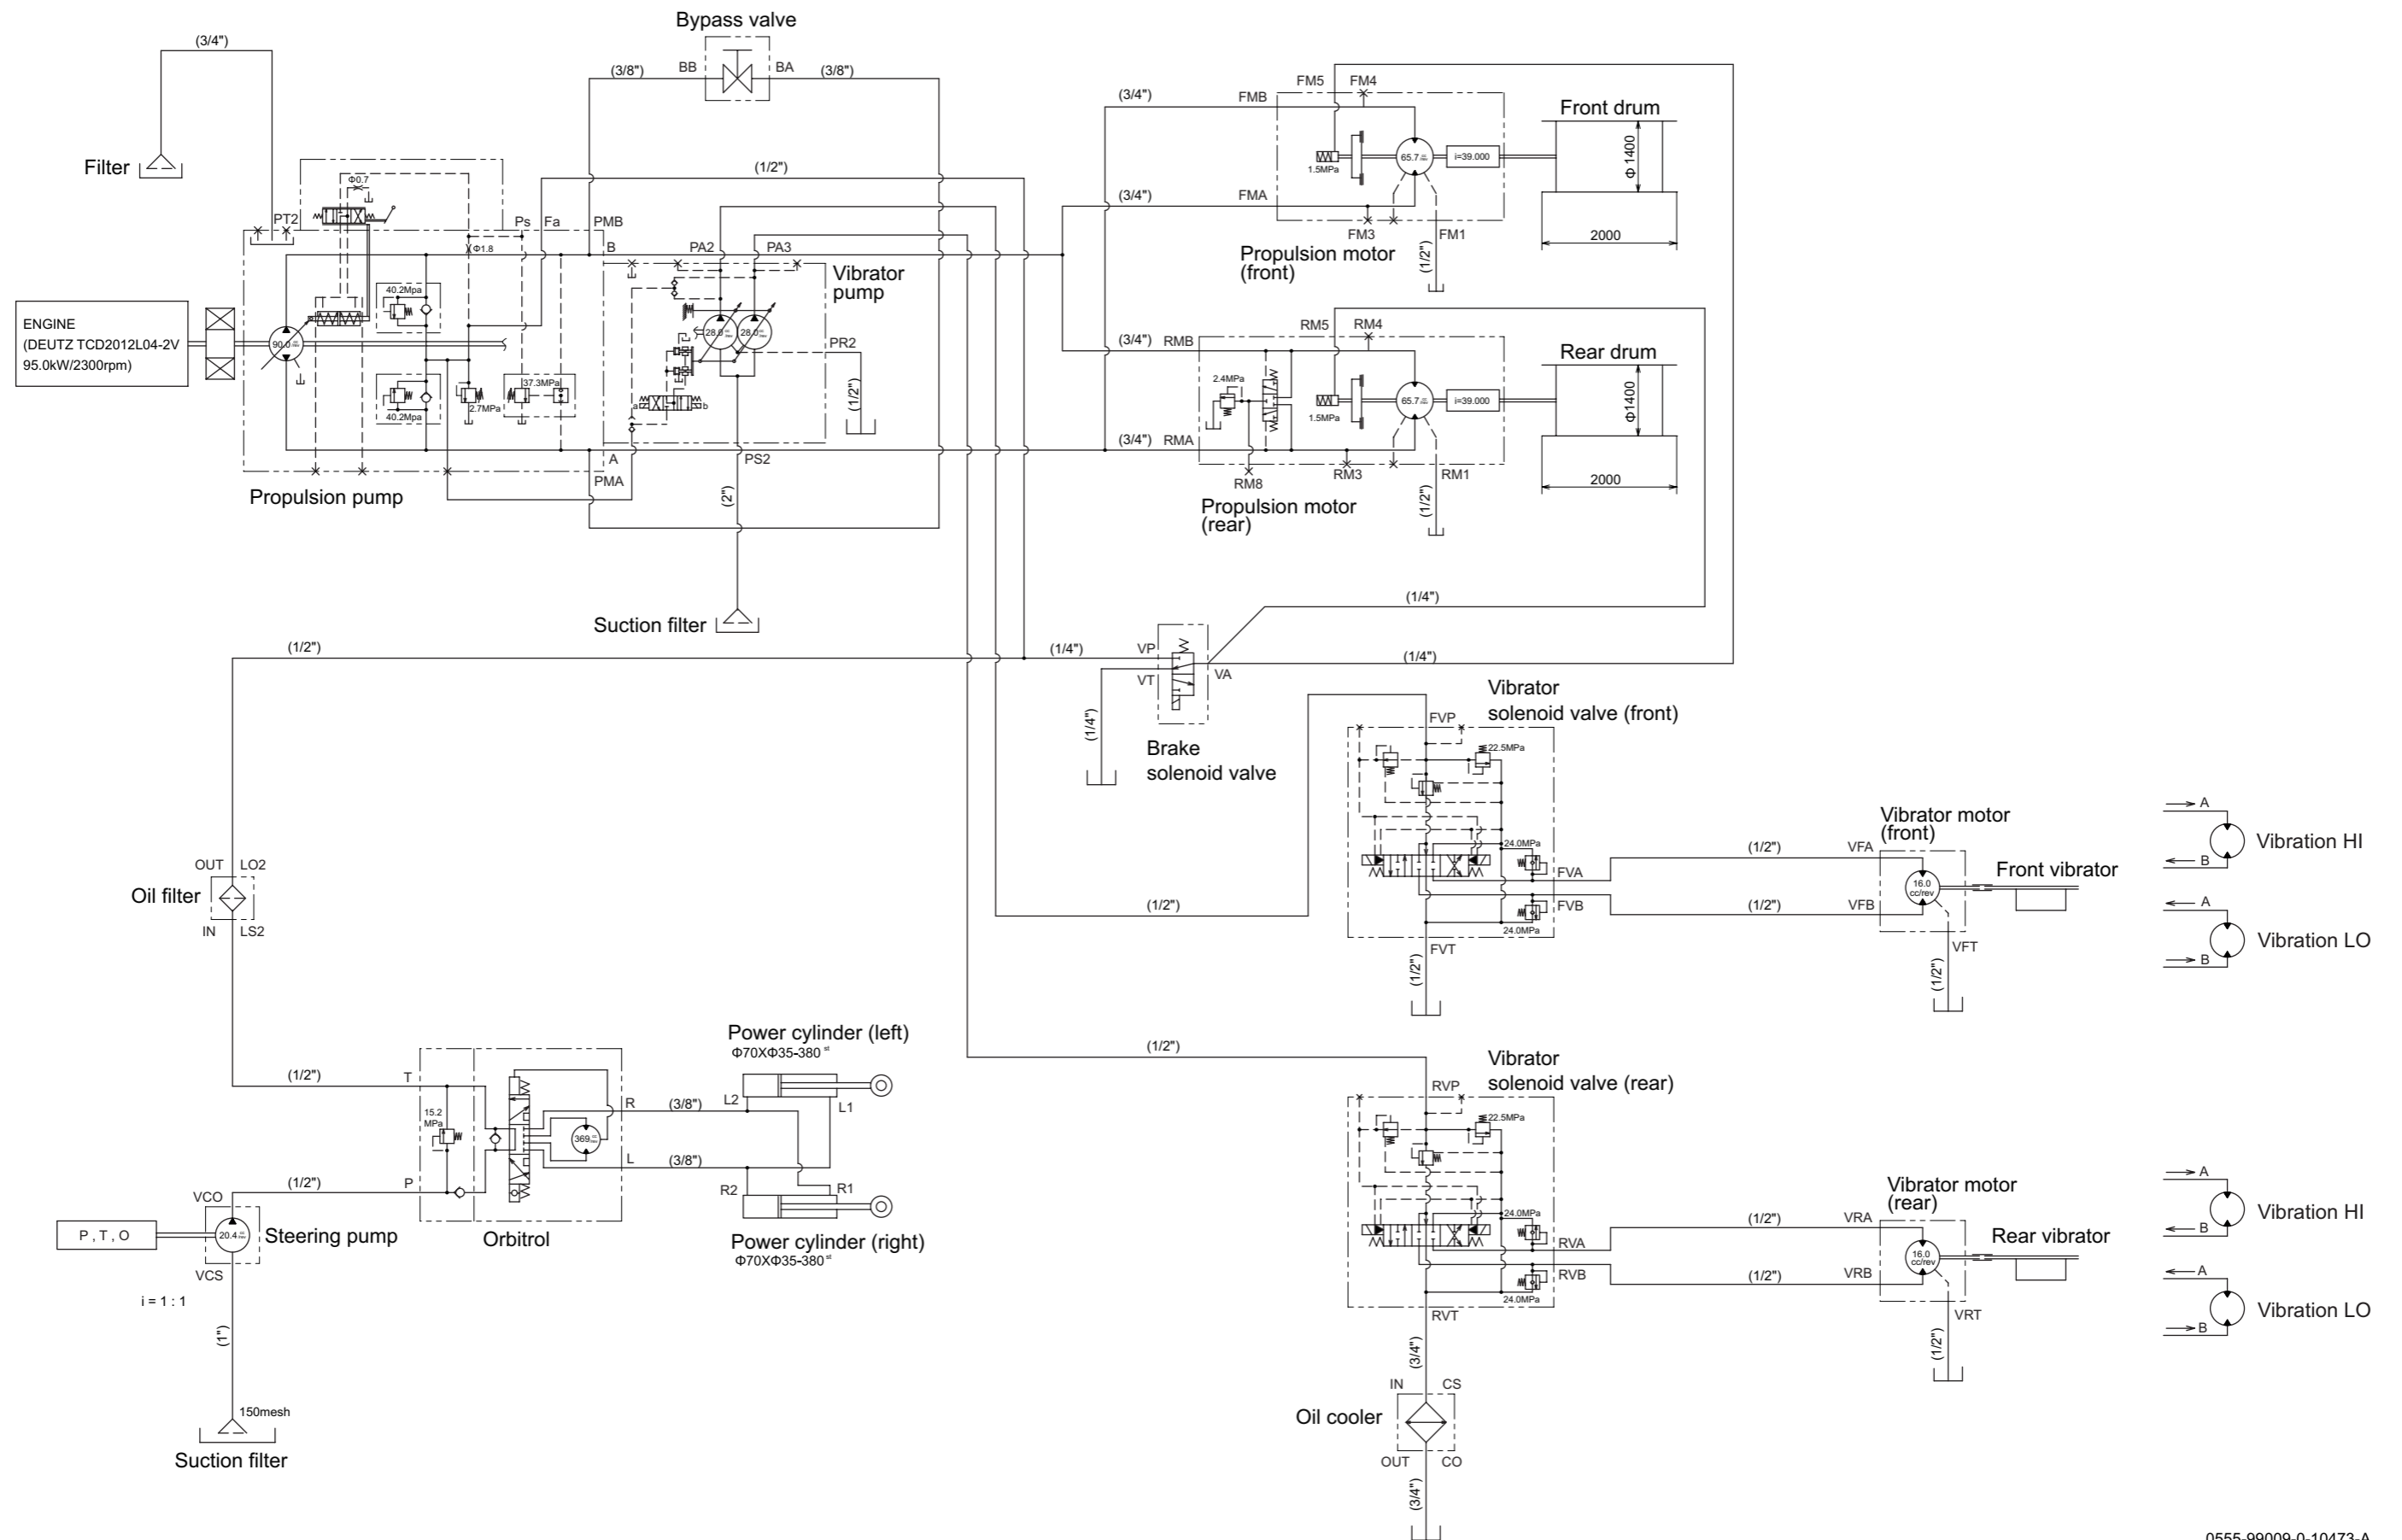 Bypass valve
(3/4")
(3/8")
BB
BA
(3/8")
Filter
PT2
Φ0.7
Φ1.8
Ps
Fa
PMB
B
(1/2")
PA2
PA3
Vibrator
pump
40.2Mpa
40.2Mpa
2.7MPa
37.3MPa
ENGINE
(DEUTZ TCD2012L04-2V
95.0kW/2300rpm)
90.0
28.0
28.0
a
b
PR2
(1/2")
A
PMA
PS2
(2")
Propulsion pump
Suction filter
(3/4")
FMB
FM5
FM4
Front drum
1.5MPa
65.7
i=39.000
Φ 1400
(3/4")
FMA
FM3
FM1
2000
Propulsion motor
(front)
(1/2")
RM5
RM4
(3/4")
RMB
Rear drum
2.4MPa
1.5MPa
65.7
i=39.000
Φ1400
(3/4")
RMA
RM8
RM3
RM1
2000
Propulsion motor
(rear)
(1/2")
(1/4")
(1/2")
(1/4")
VP
VT
VA
(1/4")
(1/4")
Brake
solenoid valve
Vibrator
solenoid valve (front)
FVP
22.5MPa
24.0MPa
FVA
FVB
24.0MPa
FVT
(1/2")
(1/2")
(1/2")
VFA
(1/2")
VFB
Vibrator motor
(front)
16.0
cc/rev
VFT
(1/2")
Front vibrator
A
B
Vibration HI
A
B
Vibration LO
OUT
LO2
Oil filter
IN
LS2
(1/2")
T
15.2
MPa
(1/2")
P
R
L
369
Orbitrol
(3/8")
(3/8")
Power cylinder (left)
Φ70XΦ35-380 st
L2
L1
R2
R1
Power cylinder (right)
Φ70XΦ35-380 st
VCO
P , T , O
20.4
Steering pump
VCS
i = 1 : 1
(1")
150mesh
Suction filter
(1/2")
Vibrator
solenoid valve (rear)
RVP
22.5MPa
24.0MPa
RVA
RVB
24.0MPa
RVT
(3/4")
(1/2")
VRA
(1/2")
VRB
Vibrator motor
(rear)
16.0
cc/rev
VRT
(1/2")
Rear vibrator
A
B
Vibration HI
A
B
Vibration LO
IN
CS
Oil cooler
OUT
CO
(3/4")
0555-99009-0-10473-A